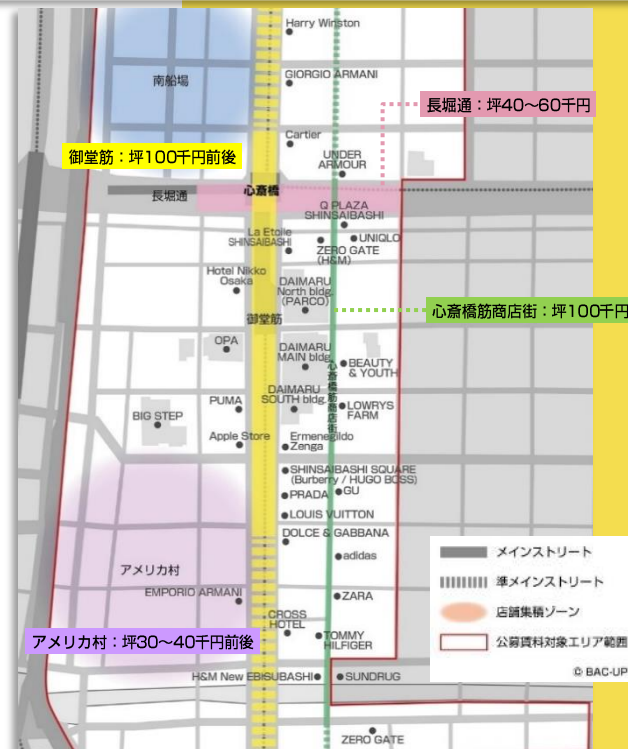 Harry Winston
南船場
GIORGIO ARMANI
長堀通：坪40～60千円
Cartier
御堂筋：坪100千円前後
UNDER
ARMOUR
長堀通
心斎橋
Q PLAZA
SHINSAIBASHI
La Etoile
SHINSAIBASHI
UNIQLO
ZERO GATE
(H&M)
Hotel Nikko
Osaka
DAIMARU
North bldg.
(PARCO)
心斎橋筋商店街：坪100千円
御堂筋
OPA
DAIMARU
MAIN bldg.
心斎橋筋商店街
BEAUTY
& YOUTH
DAIMARU
SOUTH bldg.
PUMA
LOWRYS
FARM
BIG STEP
Apple Store
Ermenegildo
Zenga
SHINSAIBASHI SQUARE
(Burberry / HUGO BOSS)
PRADA
GU
LOUIS VUITTON
DOLCE & GABBANA
adidas
アメリカ村
EMPORIO ARMANI
ZARA
CROSS
HOTEL
アメリカ村：坪30～40千円前後
TOMMY
HILFIGER
H&M New EBISUBASHI
SUNDRUG
ZERO GATE
メインストリート
準メインストリート
店舗集積ゾーン
公募賃料対象エリア範囲
© BAC-UP